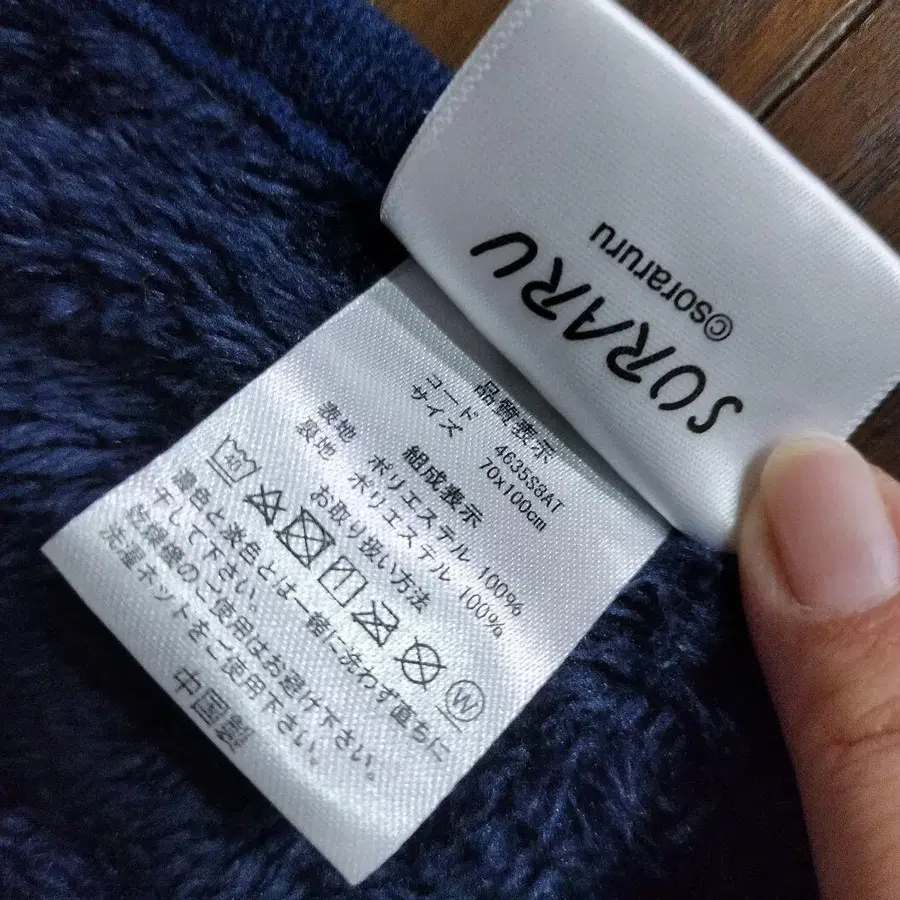 SURARU
©soraruru
品質表示
コード 4635S8AT
サイズ 70x100cm
組成表示
表地 ポリエステル 100%
裏地 ポリエステル 100%
お取り扱い方法
濃色と淡色とは一緒に洗わず直ちに
干して下さい。
乾燥機のご使用はお避け下さい。
洗濯ネットをご使用下さい。
中国製